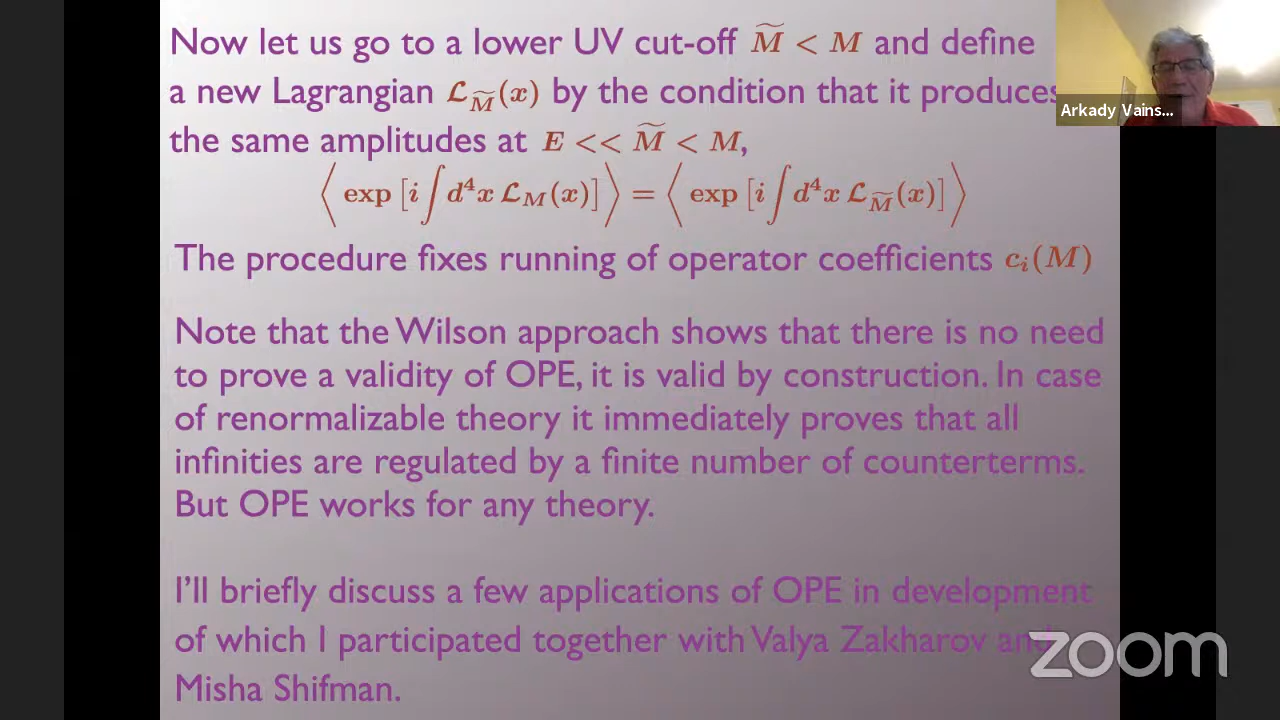 Now let us go to a lower UV cut-off M̃ < M and define
a new Lagrangian 𝓛_M̃(x) by the condition that it produces
the same amplitudes at E << M̃ < M,
⟨ exp [i∫d⁴x 𝓛_M(x)] ⟩ = ⟨ exp [i∫d⁴x 𝓛_M̃(x)] ⟩
The procedure fixes running of operator coefficients c_i(M)
Note that the Wilson approach shows that there is no need
to prove a validity of OPE, it is valid by construction. In case
of renormalizable theory it immediately proves that all
infinities are regulated by a finite number of counterterms.
But OPE works for any theory.
I'll briefly discuss a few applications of OPE in development
of which I participated together with Valya Zakharov and
Misha Shifman.
Arkady Vains...
zoom